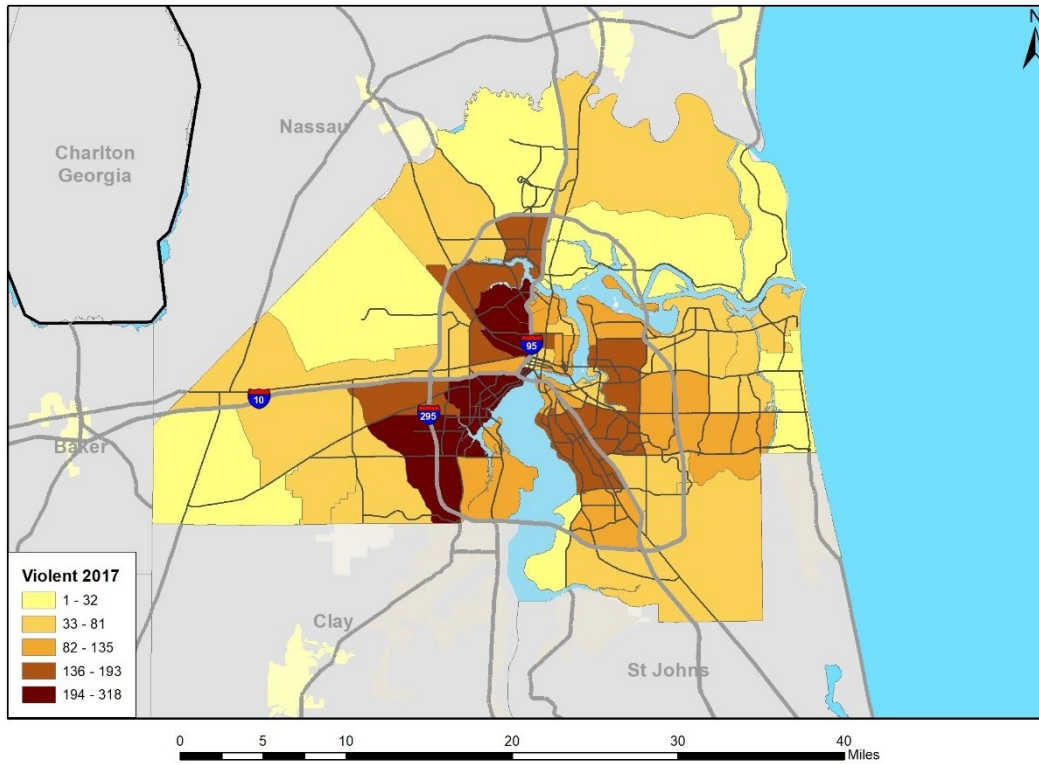 N
Nassau
Charlton
Georgia
95
10
295
Baker
Violent 2017
1 - 32
33 - 81
82 - 135
136 - 193
194 - 318
Clay
St Johns
0 5 10 20 30 40
Miles